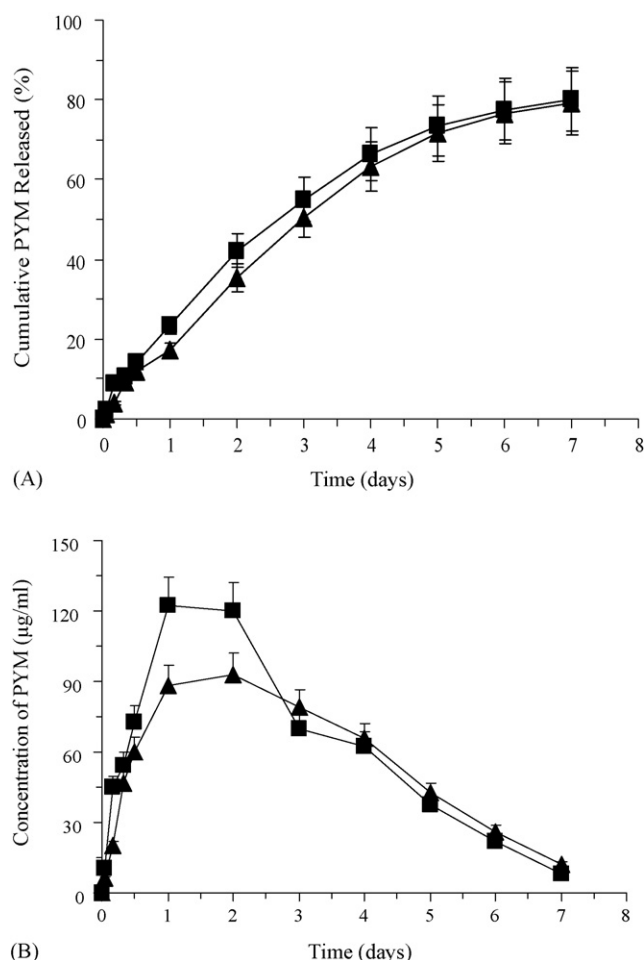 100
80
60
40
20
0
Cumulative PYM Released (%)
0 1 2 3 4 5 6 7 8
Time (days)
(A)
150
120
90
60
30
0
Concentration of PYM (μg/ml)
0 1 2 3 4 5 6 7 8
Time (days)
(B)